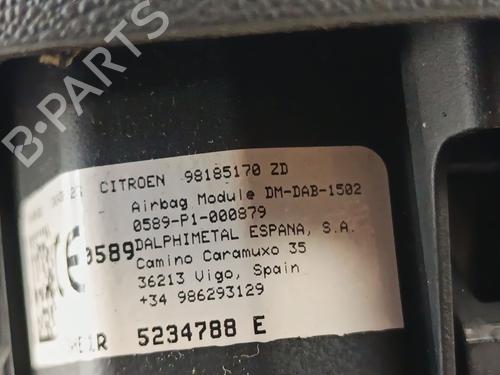 B-PARTS
CITROEN 98185170 ZD
Airbag Module DM-DAB-1502
0589-P1-000879
0589 DALPHIMETAL ESPANA, S.A.
Camino Caramuxo 35
36213 Vigo, Spain
+34 986293129
5234788 E